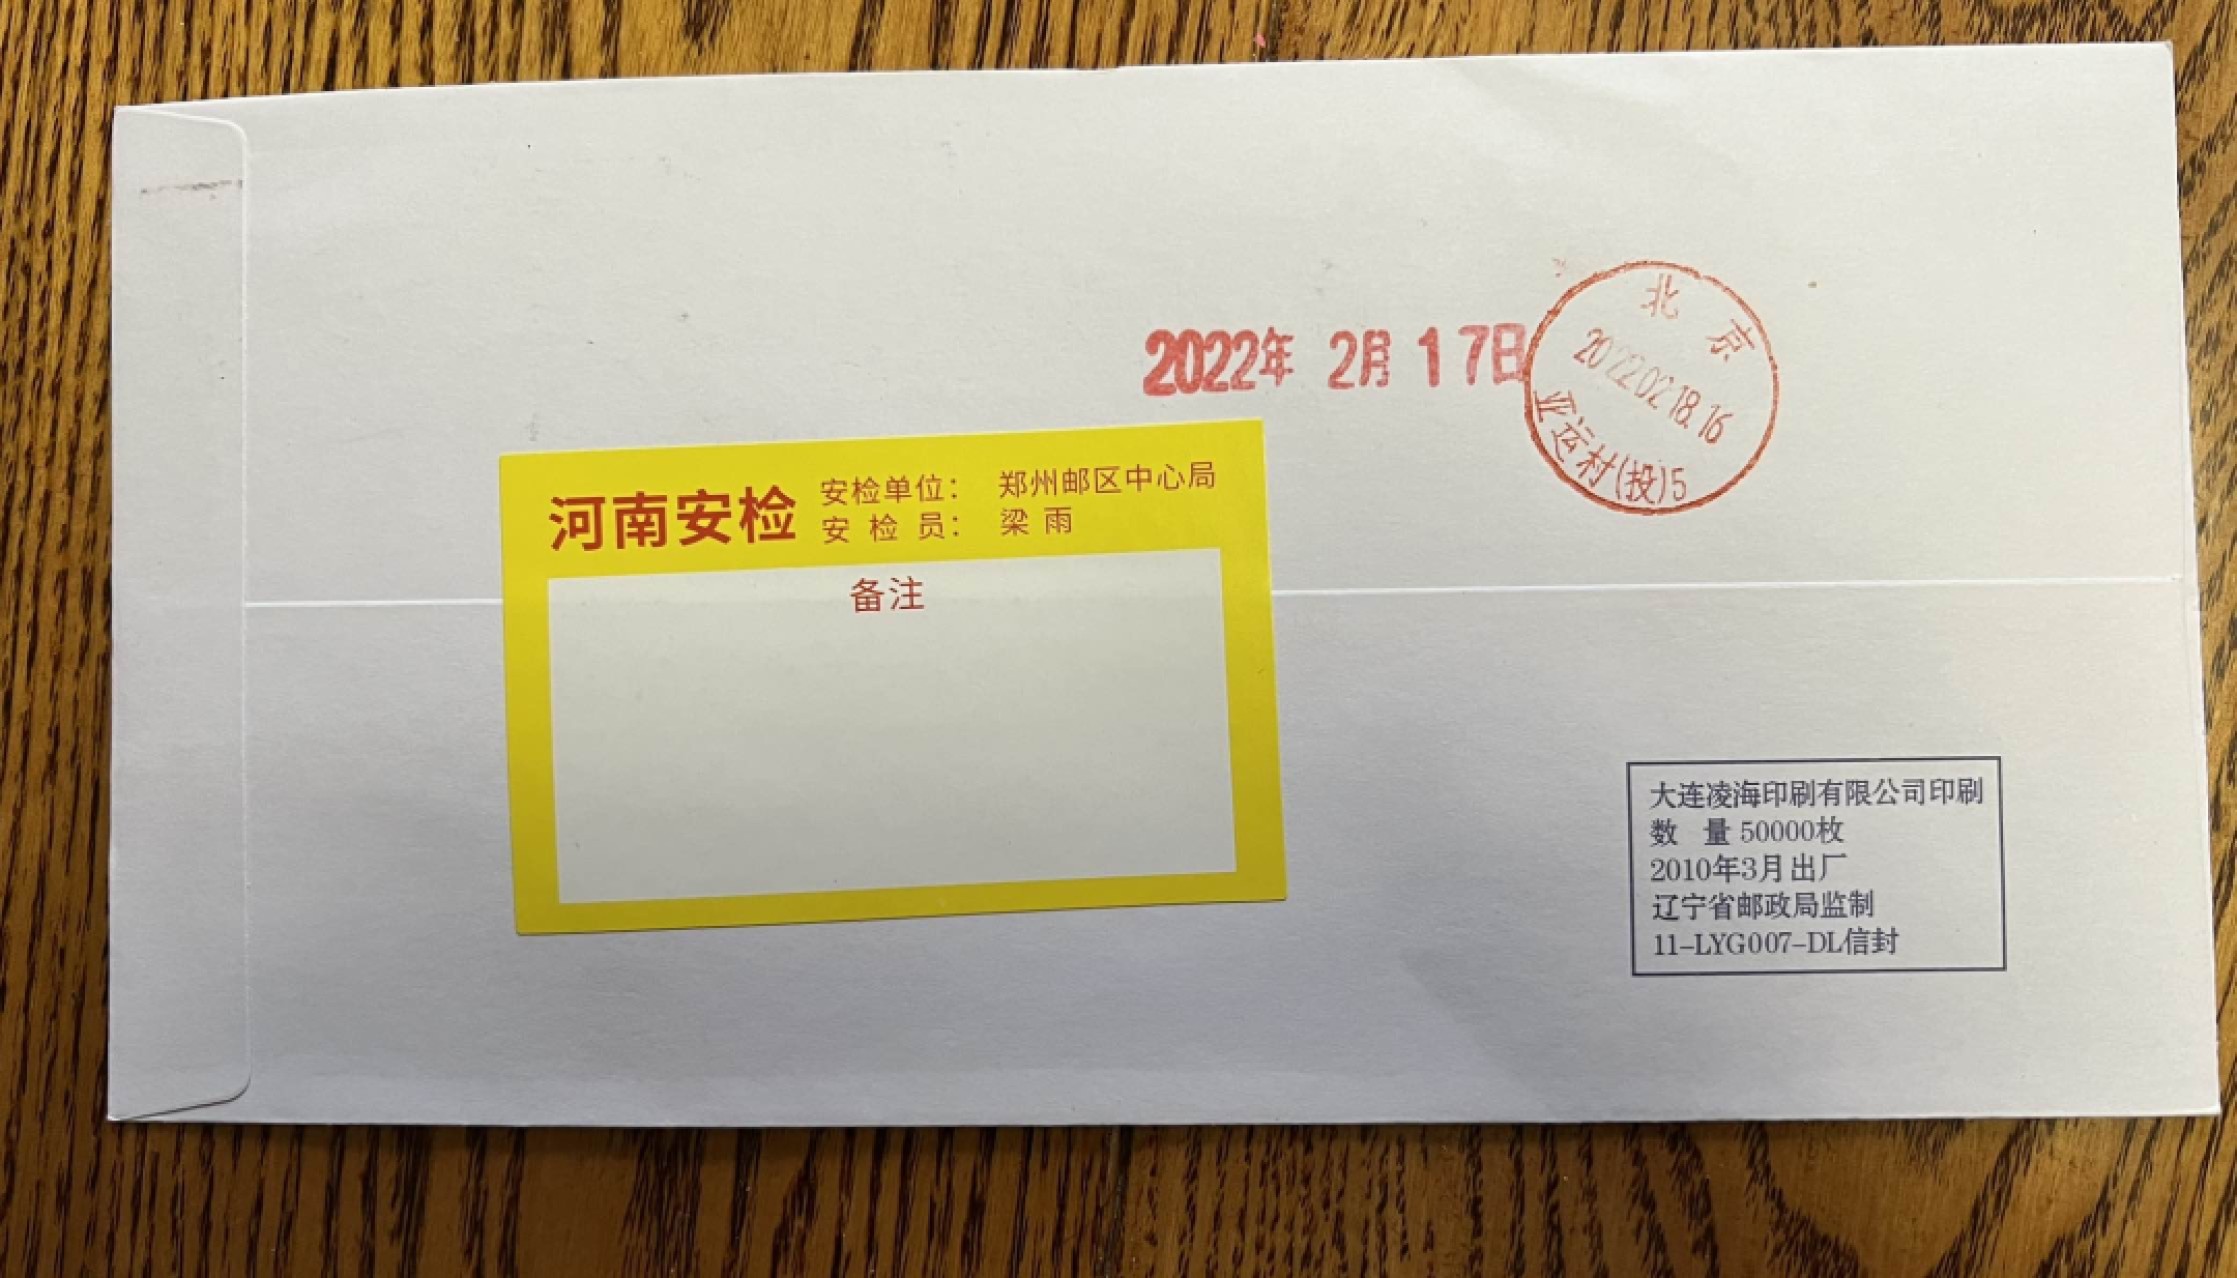 2022年 2月 17日
北京
2022.02.18.16
亚运村(投)5
河南安检
安检单位： 郑州邮区中心局
安 检 员： 梁 雨
备注
大连凌海印刷有限公司印刷
数 量 50000枚
2010年3月出厂
辽宁省邮政局监制
11-LYG007-DL信封